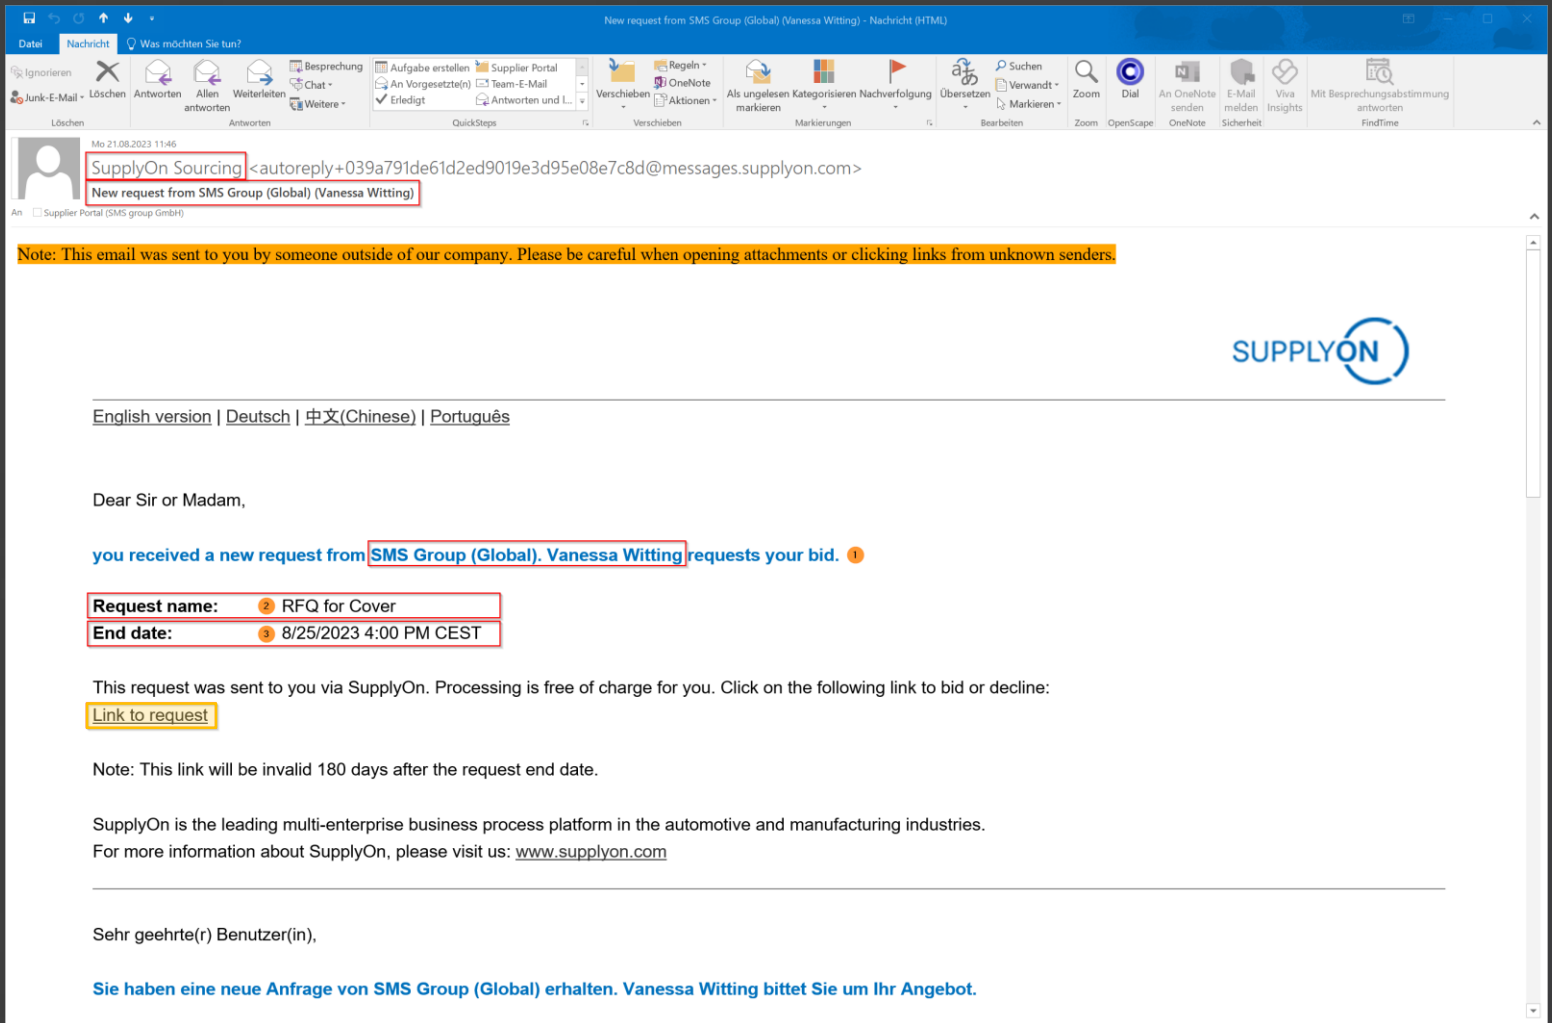 New request from SMS Group (Global) (Vanessa Witting) - Nachricht (HTML)
Datei Nachricht Was möchten Sie tun?
Ignorieren
Junk-E-Mail
Löschen
Löschen
Antworten
Allen antworten
Weiterleiten
Besprechung
Chat
Weitere
Antworten
Aufgabe erstellen
An Vorgesetzte(n)
Erledigt
Supplier Portal
Team-E-Mail
Antworten und l...
QuickSteps
Verschieben
Regeln
OneNote
Aktionen
Verschieben
Als ungelesen markieren
Kategorisieren
Nachverfolgung
Markierungen
Übersetzen
Suchen
Verwandt
Markieren
Bearbeiten
Zoom
Zoom
Dial
OpenScape
An OneNote senden
OneNote
E-Mail melden
Sicherheit
Viva Insights
Mit Besprechungsabstimmung antworten
FindTime
Mo 21.08.2023 11:46
SupplyOn Sourcing <autoreply+039a791de61d2ed9019e3d95e08e7c8d@messages.supplyon.com>
New request from SMS Group (Global) (Vanessa Witting)
An Supplier Portal (SMS group GmbH)
Note: This email was sent to you by someone outside of our company. Please be careful when opening attachments or clicking links from unknown senders.
SUPPLYON
English version | Deutsch | 中文(Chinese) | Português
Dear Sir or Madam,
you received a new request from SMS Group (Global). Vanessa Witting requests your bid. 1
Request name: 2 RFQ for Cover
End date: 3 8/25/2023 4:00 PM CEST
This request was sent to you via SupplyOn. Processing is free of charge for you. Click on the following link to bid or decline:
Link to request
Note: This link will be invalid 180 days after the request end date.
SupplyOn is the leading multi-enterprise business process platform in the automotive and manufacturing industries.
For more information about SupplyOn, please visit us: www.supplyon.com
Sehr geehrte(r) Benutzer(in),
Sie haben eine neue Anfrage von SMS Group (Global) erhalten. Vanessa Witting bittet Sie um Ihr Angebot.